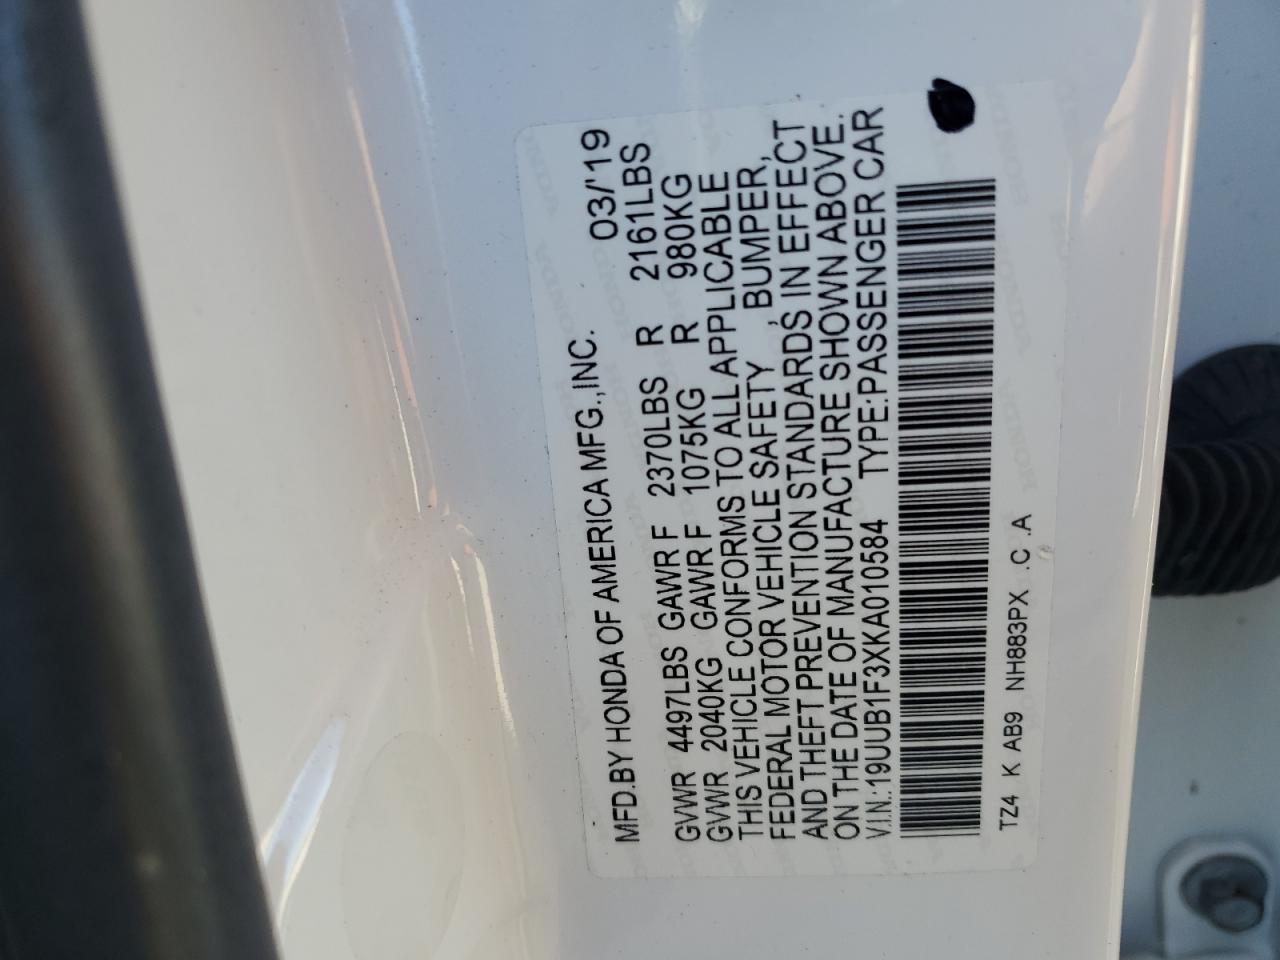 MFD.BY HONDA OF AMERICA MFG.,INC. 03/'19
GVWR 4497LBS GAWR F 2370LBS R 2161LBS
GVWR 2040KG GAWR F 1075KG R 980KG
THIS VEHICLE CONFORMS TO ALL APPLICABLE
FEDERAL MOTOR VEHICLE SAFETY, BUMPER,
AND THEFT PREVENTION STANDARDS IN EFFECT
ON THE DATE OF MANUFACTURE SHOWN ABOVE.
V.I.N.:19UUB1F3XKA010584 TYPE:PASSENGER CAR
TZ4 K AB9 NH883PX .C .A